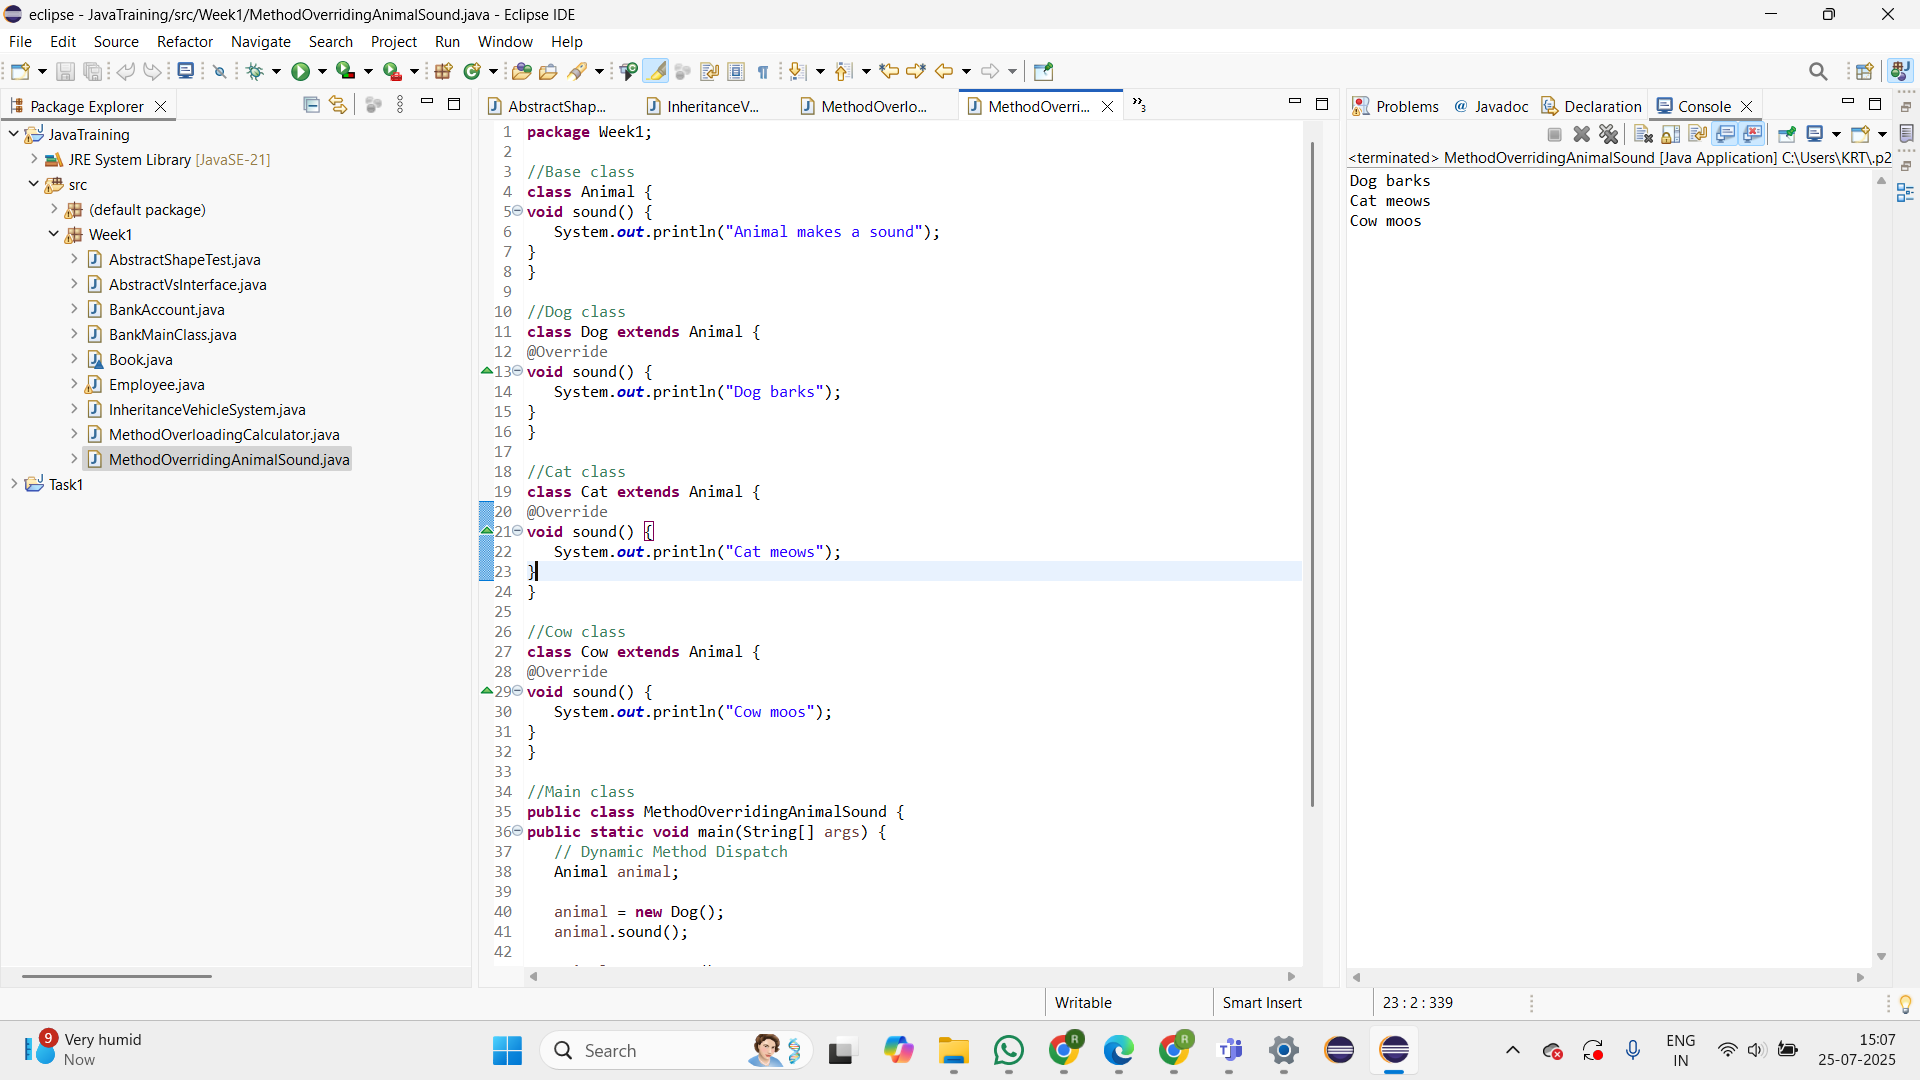 eclipse - JavaTraining/src/Week1/MethodOverridingAnimalSound.java - Eclipse IDE
File Edit Source Refactor Navigate Search Project Run Window Help
Package Explorer
JavaTraining
JRE System Library [JavaSE-21]
src
(default package)
Week1
AbstractShapeTest.java
AbstractVsInterface.java
BankAccount.java
BankMainClass.java
Book.java
Employee.java
InheritanceVehicleSystem.java
MethodOverloadingCalculator.java
MethodOverridingAnimalSound.java
Task1
AbstractShap... InheritanceV... MethodOverlo... MethodOverri... »3
1 package Week1;
2
3 //Base class
4 class Animal {
5 void sound() {
6 System.out.println("Animal makes a sound");
7 }
8 }
9
10 //Dog class
11 class Dog extends Animal {
12 @Override
13 void sound() {
14 System.out.println("Dog barks");
15 }
16 }
17
18 //Cat class
19 class Cat extends Animal {
20 @Override
21 void sound() {
22 System.out.println("Cat meows");
23 }
24 }
25
26 //Cow class
27 class Cow extends Animal {
28 @Override
29 void sound() {
30 System.out.println("Cow moos");
31 }
32 }
33
34 //Main class
35 public class MethodOverridingAnimalSound {
36 public static void main(String[] args) {
37 // Dynamic Method Dispatch
38 Animal animal;
39
40 animal = new Dog();
41 animal.sound();
42
Problems @ Javadoc Declaration Console
<terminated> MethodOverridingAnimalSound [Java Application] C:\Users\KRT\.p2
Dog barks
Cat meows
Cow moos
Writable Smart Insert 23 : 2 : 339
9 Very humid
Now
Search
R
R
ENG
IN
15:07
25-07-2025